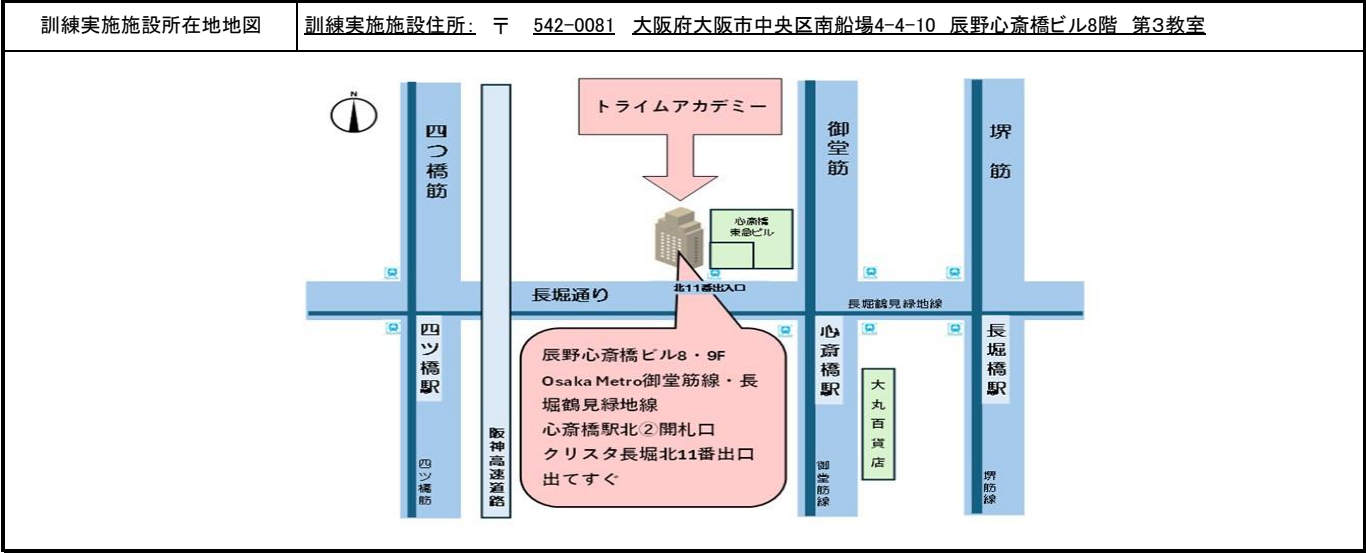 訓練実施施設所在地地図
訓練実施施設住所: 〒 542-0081 大阪府大阪市中央区南船場4-4-10 辰野心斎橋ビル8階 第3教室
N
トライムアカデミー
四つ橋筋
御堂筋
堺筋
心斎橋
東急ビル
北11番出入口
長堀通り
長堀鶴見緑地線
四ツ橋駅
心斎橋駅
長堀橋駅
辰野心斎橋ビル8・9F
Osaka Metro御堂筋線・長
堀鶴見緑地線
心斎橋駅北②開札口
クリスタ長堀北11番出口
出てすぐ
大丸百貨店
阪神高速道路
四ツ橋筋
御堂筋線
堺筋線